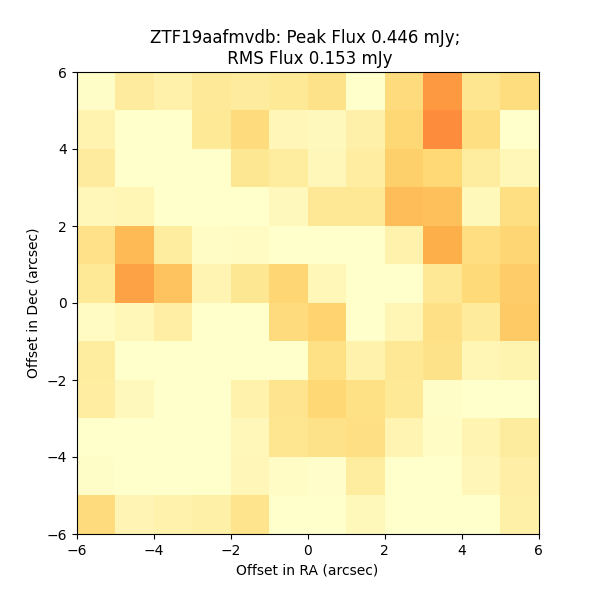 ZTF19aafmvdb: Peak Flux 0.446 mJy;
RMS Flux 0.153 mJy
6
4
2
0
−2
−4
−6
Offset in Dec (arcsec)
−6 −4 −2 0 2 4 6
Offset in RA (arcsec)